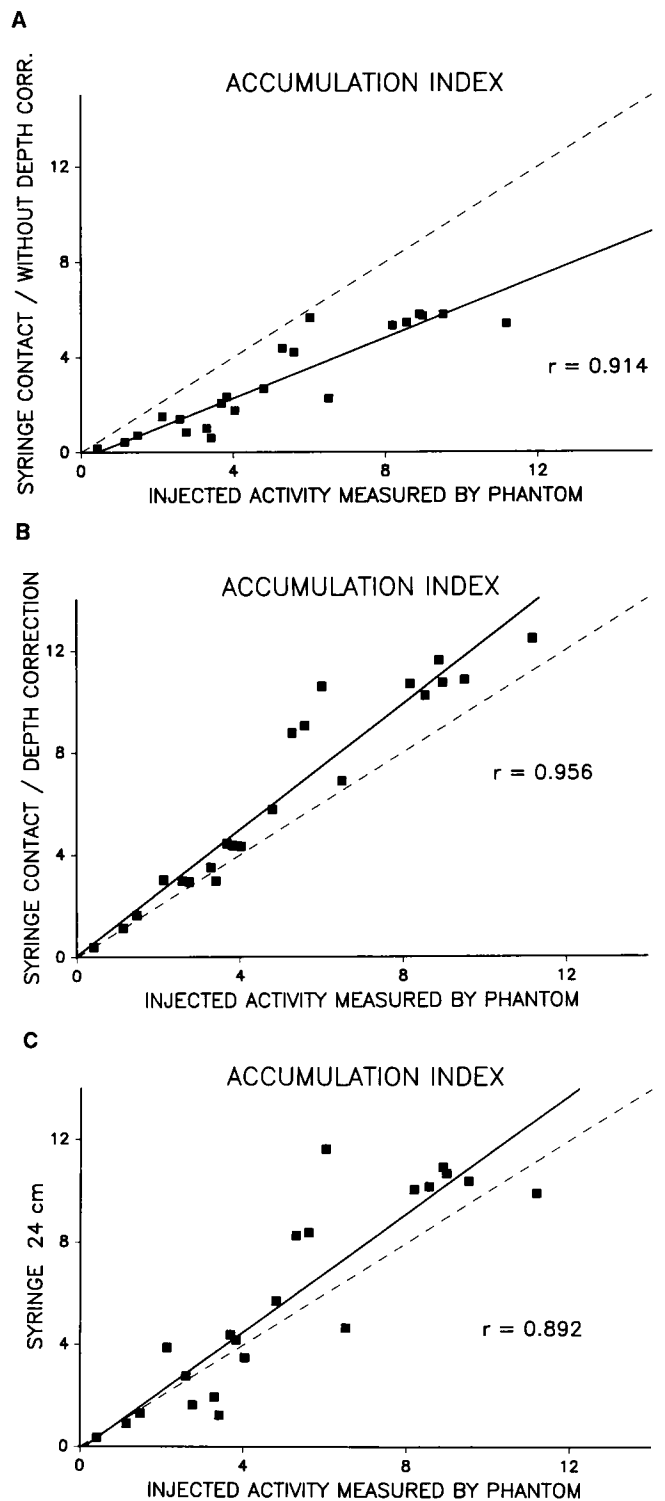 A
ACCUMULATION INDEX
SYRINGE CONTACT / WITHOUT DEPTH CORR.
12
8
4
0
r = 0.914
0 4 8 12
INJECTED ACTIVITY MEASURED BY PHANTOM
B
ACCUMULATION INDEX
SYRINGE CONTACT / DEPTH CORRECTION
12
8
4
0
r = 0.956
0 4 8 12
INJECTED ACTIVITY MEASURED BY PHANTOM
C
ACCUMULATION INDEX
SYRINGE 24 cm
12
8
4
0
r = 0.892
0 4 8 12
INJECTED ACTIVITY MEASURED BY PHANTOM